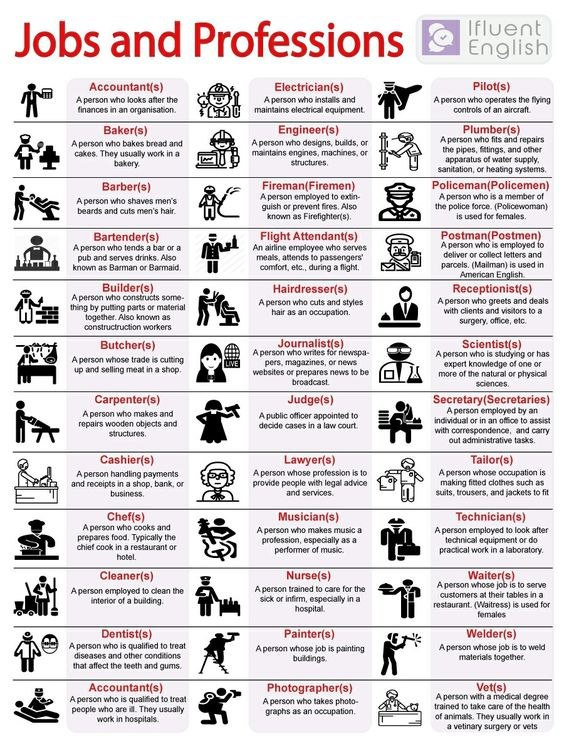 Jobs and Professions
Ifluent
English
Accountant(s)
A person who looks after the
finances in an organisation.
Baker(s)
A person who bakes bread and
cakes. They usually work in a
bakery.
Barber(s)
A person who shaves men's
beards and cuts men's hair.
Bartender(s)
A person who tends a bar or a
pub and serves drinks. Also
known as Barman or Barmaid.
Builder(s)
A person who constructs some-
thing by putting parts or material
together. Also known as
constructruction workers
Butcher(s)
A person whose trade is cutting
up and selling meat in a shop.
Carpenter(s)
A person who makes and
repairs wooden objects and
structures.
Cashier(s)
A person handling payments
and receipts in a shop, bank, or
business.
Chef(s)
A person who cooks and
prepares food. Typically the
chief cook in a restaurant or
hotel.
Cleaner(s)
A person employed to clean the
interior of a building.
Dentist(s)
A person who is qualified to treat
diseases and other conditions
that affect the teeth and gums.
Accountant(s)
A person who is qualified to treat
people who are ill. They usually
work in hospitals.
Electrician(s)
A person who installs and
maintains electrical equipment.
Engineer(s)
A person who designs, builds, or
maintains engines, machines, or
structures.
Fireman(Firemen)
A person employed to extin-
guish or prevent fires. Also
known as Firefighter(s).
Flight Attendant(s)
An airline employee who serves
meals, attends to passengers'
comfort, etc., during a flight.
Hairdresser(s)
A person who cuts and styles
hair as an occupation.
Journalist(s)
A person who writes for newspa-
pers, magazines, or news
websites or prepares news to be
broadcast.
LIVE
Judge(s)
A public officer appointed to
decide cases in a law court.
Lawyer(s)
A person whose profession is to
provide people with legal advice
and services.
Musician(s)
A person who makes music a
profession, especially as a
performer of music.
Nurse(s)
A person trained to care for the
sick or infirm, especially in a
hospital.
Painter(s)
A person whose job is painting
buildings.
Photographer(s)
A person who takes photo-
graphs as an occupation.
Pilot(s)
A person who operates the flying
controls of an aircraft.
Plumber(s)
A person who fits and repairs
the pipes, fittings, and other
apparatus of water supply,
sanitation, or heating systems.
Policeman(Policemen)
A person who is a member of the
police force. (Policewoman)
is used for females.
Postman(Postmen)
A person who is employed to
deliver or collect letters and
parcels. (Mailman) is used in
American English.
Receptionist(s)
A person who greets and deals
with clients and visitors to a
surgery, office, etc.
Scientist(s)
A person who is studying or has
expert knowledge of one or
more of the natural or physical
sciences.
Secretary(Secretaries)
A person employed by an
individual or in an office to assist
with correspondence, and carry
out administrative tasks.
Tailor(s)
A person whose occupation is
making fitted clothes such as
suits, trousers, and jackets to fit
Technician(s)
A person employed to look after
technical equipment or do
practical work in a laboratory.
Waiter(s)
A person whose job is to serve
customers at their tables in a
restaurant. (Waitress) is used for
females
Welder(s)
A person whose job is to weld
materials together.
Vet(s)
A person with a medical degree
trained to take care of the health
of animals. They usually work in
a vetinary surgery or vets